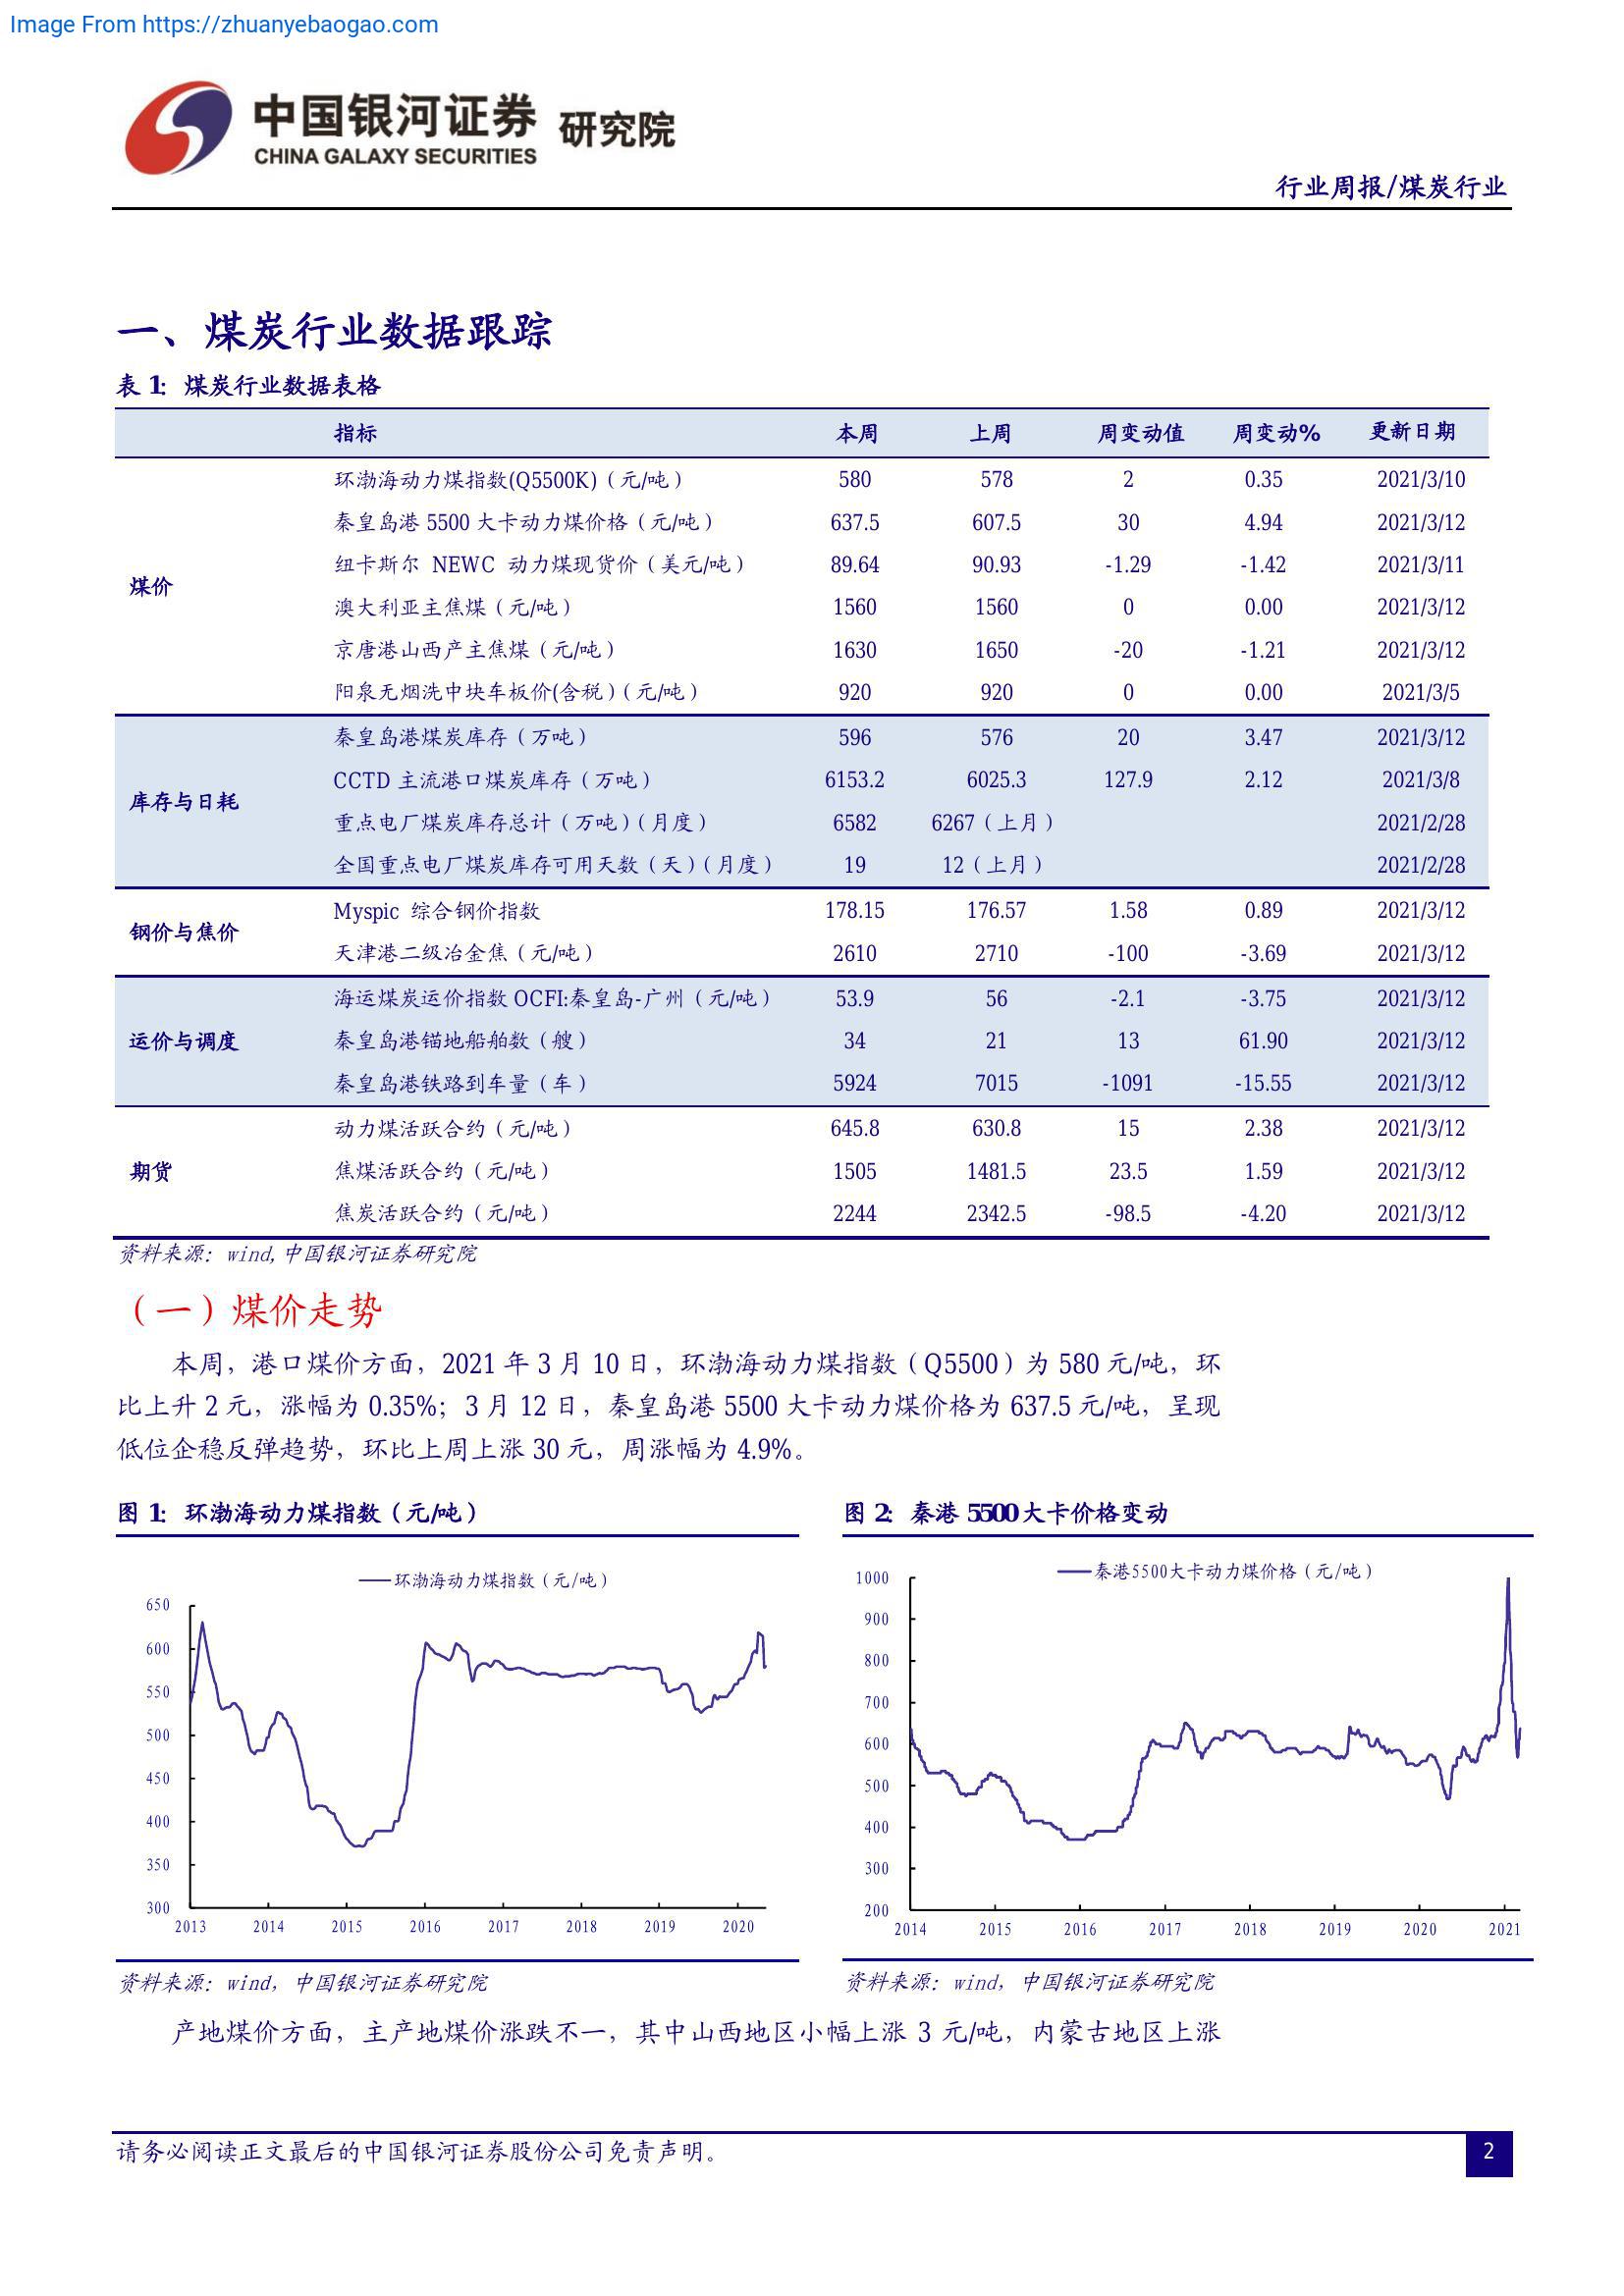 Image From https://zhuanyebaogao.com
中国银河证券 研究院
CHINA GALAXY SECURITIES
行业周报/煤炭行业
一、煤炭行业数据跟踪
表 1: 煤炭行业数据表格
指标 本周 上周 周变动值 周变动% 更新日期
煤价
环渤海动力煤指数(Q5500K)（元/吨） 580 578 2 0.35 2021/3/10
秦皇岛港 5500 大卡动力煤价格（元/吨） 637.5 607.5 30 4.94 2021/3/12
纽卡斯尔 NEWC 动力煤现货价（美元/吨） 89.64 90.93 -1.29 -1.42 2021/3/11
澳大利亚主焦煤（元/吨） 1560 1560 0 0.00 2021/3/12
京唐港山西产主焦煤（元/吨） 1630 1650 -20 -1.21 2021/3/12
阳泉无烟洗中块车板价(含税)（元/吨） 920 920 0 0.00 2021/3/5
库存与日耗
秦皇岛港煤炭库存（万吨） 596 576 20 3.47 2021/3/12
CCTD 主流港口煤炭库存（万吨） 6153.2 6025.3 127.9 2.12 2021/3/8
重点电厂煤炭库存总计（万吨）（月度） 6582 6267（上月） 2021/2/28
全国重点电厂煤炭库存可用天数（天）（月度） 19 12（上月） 2021/2/28
钢价与焦价
Myspic 综合钢价指数 178.15 176.57 1.58 0.89 2021/3/12
天津港二级冶金焦（元/吨） 2610 2710 -100 -3.69 2021/3/12
运价与调度
海运煤炭运价指数 OCFI:秦皇岛-广州（元/吨） 53.9 56 -2.1 -3.75 2021/3/12
秦皇岛港锚地船舶数（艘） 34 21 13 61.90 2021/3/12
秦皇岛港铁路到车量（车） 5924 7015 -1091 -15.55 2021/3/12
期货
动力煤活跃合约（元/吨） 645.8 630.8 15 2.38 2021/3/12
焦煤活跃合约（元/吨） 1505 1481.5 23.5 1.59 2021/3/12
焦炭活跃合约（元/吨） 2244 2342.5 -98.5 -4.20 2021/3/12
资料来源：wind,中国银河证券研究院
（一）煤价走势
本周，港口煤价方面，2021 年 3 月 10 日，环渤海动力煤指数（Q5500）为 580 元/吨，环
比上升 2 元，涨幅为 0.35%；3 月 12 日，秦皇岛港 5500 大卡动力煤价格为 637.5 元/吨，呈现
低位企稳反弹趋势，环比上周上涨 30 元，周涨幅为 4.9%。
图 1: 环渤海动力煤指数（元/吨）
环渤海动力煤指数（元/吨）
650
600
550
500
450
400
350
300
2013 2014 2015 2016 2017 2018 2019 2020
资料来源：wind，中国银河证券研究院
图 2: 秦港 5500大卡价格变动
秦港5500大卡动力煤价格（元/吨）
1000
900
800
700
600
500
400
300
200
2014 2015 2016 2017 2018 2019 2020 2021
资料来源：wind，中国银河证券研究院
产地煤价方面，主产地煤价涨跌不一，其中山西地区小幅上涨 3 元/吨，内蒙古地区上涨
请务必阅读正文最后的中国银河证券股份公司免责声明。
2